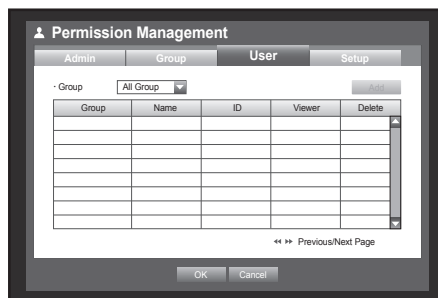 Permission Management
Admin Group User Setup
· Group All Group Add
Group Name ID Viewer Delete
Previous/Next Page
OK Cancel